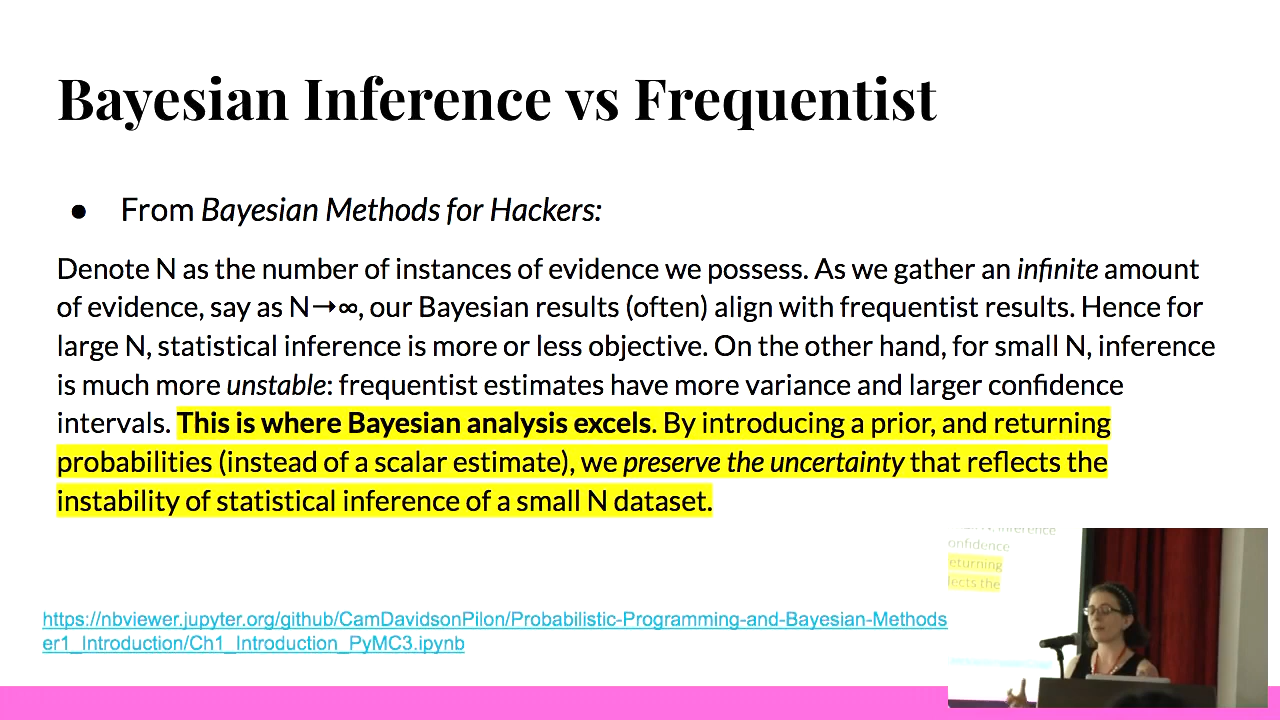 Bayesian Inference vs Frequentist
● From Bayesian Methods for Hackers:
Denote N as the number of instances of evidence we possess. As we gather an infinite amount
of evidence, say as N→∞, our Bayesian results (often) align with frequentist results. Hence for
large N, statistical inference is more or less objective. On the other hand, for small N, inference
is much more unstable: frequentist estimates have more variance and larger confidence
intervals. This is where Bayesian analysis excels. By introducing a prior, and returning
probabilities (instead of a scalar estimate), we preserve the uncertainty that reflects the
instability of statistical inference of a small N dataset.
https://nbviewer.jupyter.org/github/CamDavidsonPilon/Probabilistic-Programming-and-Bayesian-Methods
er1_Introduction/Ch1_Introduction_PyMC3.ipynb
inference
onfidence
eturning
lects the